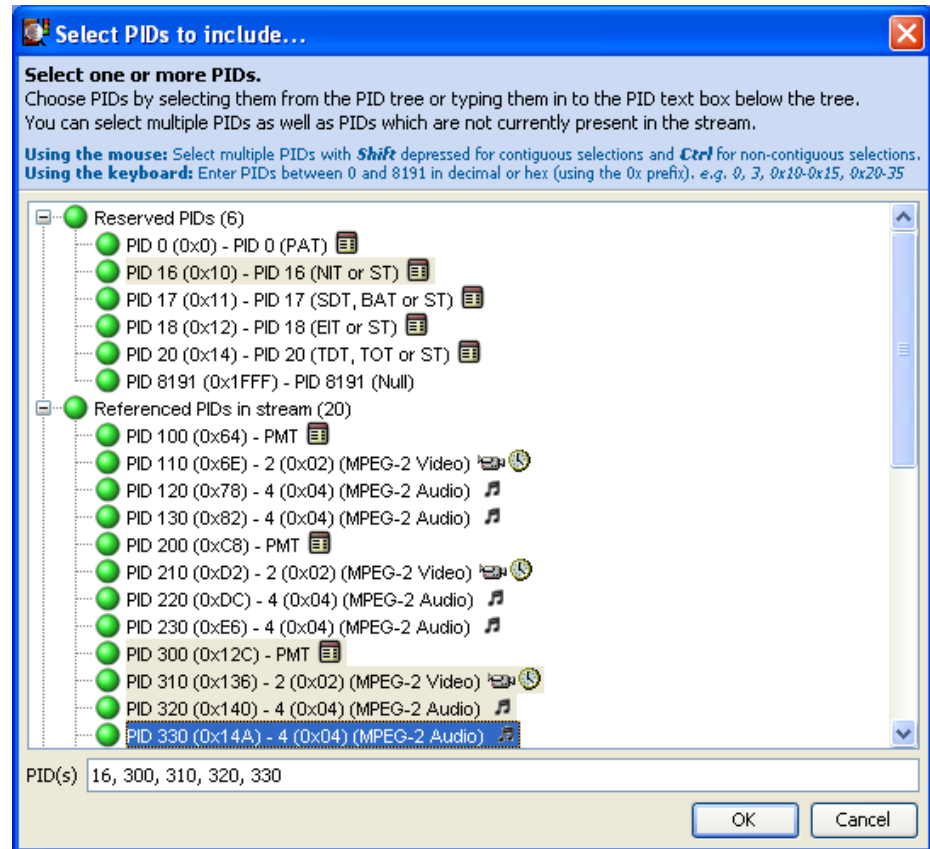 Select PIDs to include...
Select one or more PIDs.
Choose PIDs by selecting them from the PID tree or typing them in to the PID text box below the tree.
You can select multiple PIDs as well as PIDs which are not currently present in the stream.
Using the mouse: Select multiple PIDs with Shift depressed for contiguous selections and Ctrl for non-contiguous selections.
Using the keyboard: Enter PIDs between 0 and 8191 in decimal or hex (using the 0x prefix). e.g. 0, 3, 0x10-0x15, 0x20-35
Reserved PIDs (6)
PID 0 (0x0) - PID 0 (PAT)
PID 16 (0x10) - PID 16 (NIT or ST)
PID 17 (0x11) - PID 17 (SDT, BAT or ST)
PID 18 (0x12) - PID 18 (EIT or ST)
PID 20 (0x14) - PID 20 (TDT, TOT or ST)
PID 8191 (0x1FFF) - PID 8191 (Null)
Referenced PIDs in stream (20)
PID 100 (0x64) - PMT
PID 110 (0x6E) - 2 (0x02) (MPEG-2 Video)
PID 120 (0x78) - 4 (0x04) (MPEG-2 Audio)
PID 130 (0x82) - 4 (0x04) (MPEG-2 Audio)
PID 200 (0xC8) - PMT
PID 210 (0xD2) - 2 (0x02) (MPEG-2 Video)
PID 220 (0xDC) - 4 (0x04) (MPEG-2 Audio)
PID 230 (0xE6) - 4 (0x04) (MPEG-2 Audio)
PID 300 (0x12C) - PMT
PID 310 (0x136) - 2 (0x02) (MPEG-2 Video)
PID 320 (0x140) - 4 (0x04) (MPEG-2 Audio)
PID 330 (0x14A) - 4 (0x04) (MPEG-2 Audio)
PID(s) 16, 300, 310, 320, 330
OK Cancel